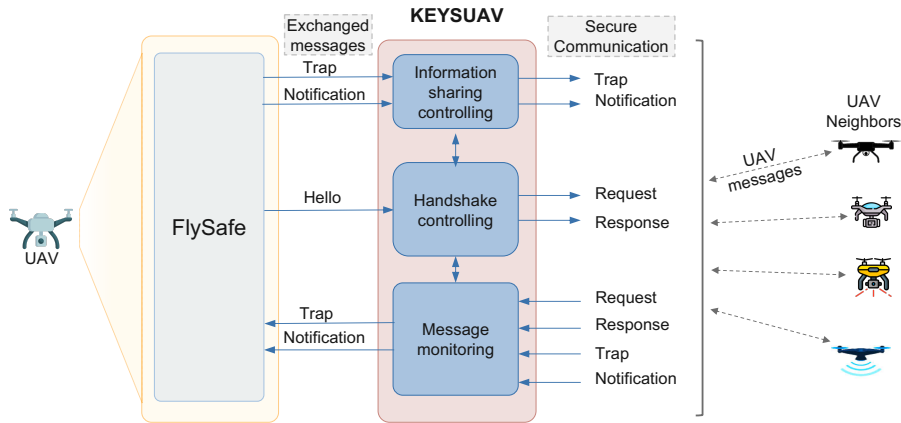 KEYSUAV
Exchanged
messages
Secure
Communication
Trap
Notification
Information
sharing
controlling
Trap
Notification
UAV
Neighbors
UAV
messages
Hello
Handshake
controlling
Request
Response
FlySafe
UAV
Trap
Notification
Message
monitoring
Request
Response
Trap
Notification